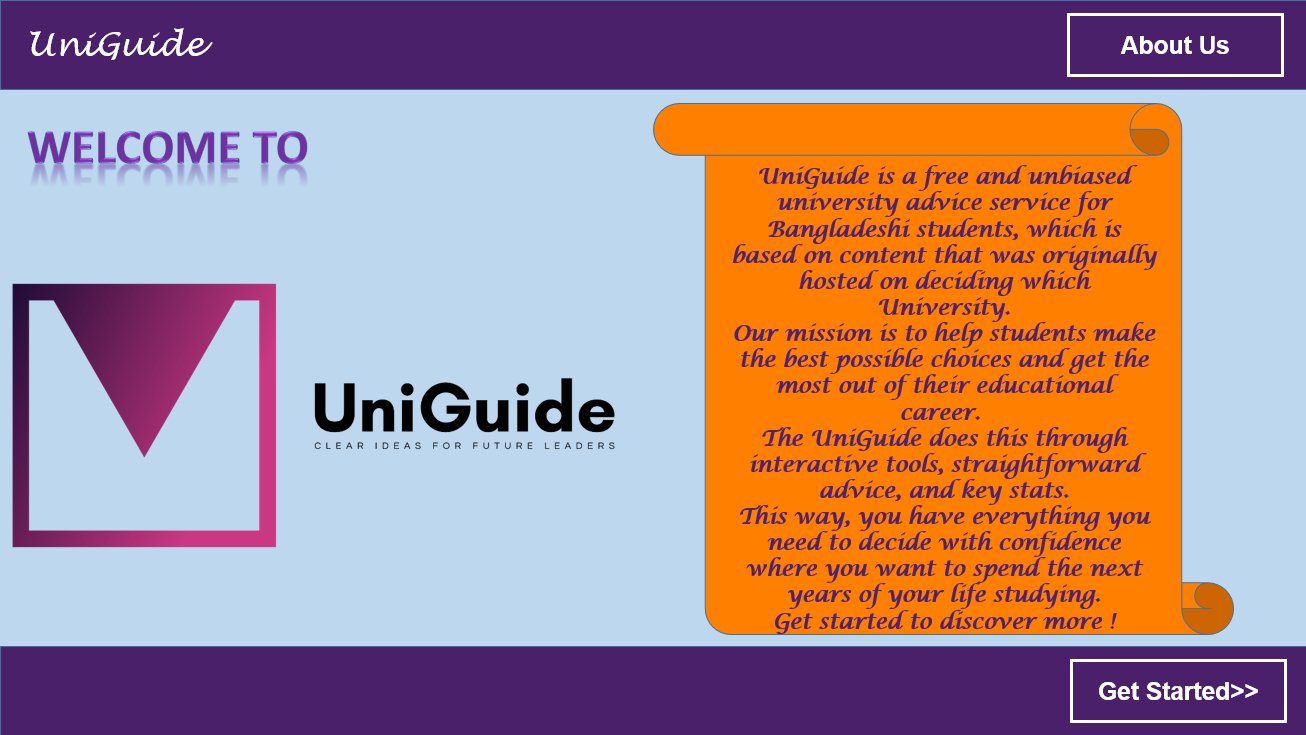 UniGuide
About Us
WELCOME TO
UniGuide
CLEAR IDEAS FOR FUTURE LEADERS
UniGuide is a free and unbiased
university advice service for
Bangladeshi students, which is
based on content that was originally
hosted on deciding which
University.
Our mission is to help students make
the best possible choices and get the
most out of their educational
career.
The UniGuide does this through
interactive tools, straightforward
advice, and key stats.
This way, you have everything you
need to decide with confidence
where you want to spend the next
years of your life studying.
Get started to discover more !
Get Started>>